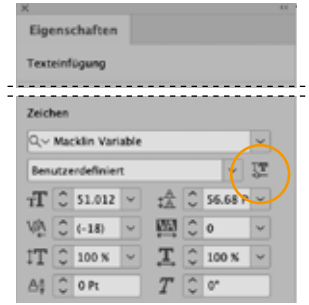 Eigenschaften
Texteinfügung
Zeichen
Macklin Variable
Benutzerdefiniert
51.012 56.68 P
(-18) 0
100 % 100 %
0 Pt 0°